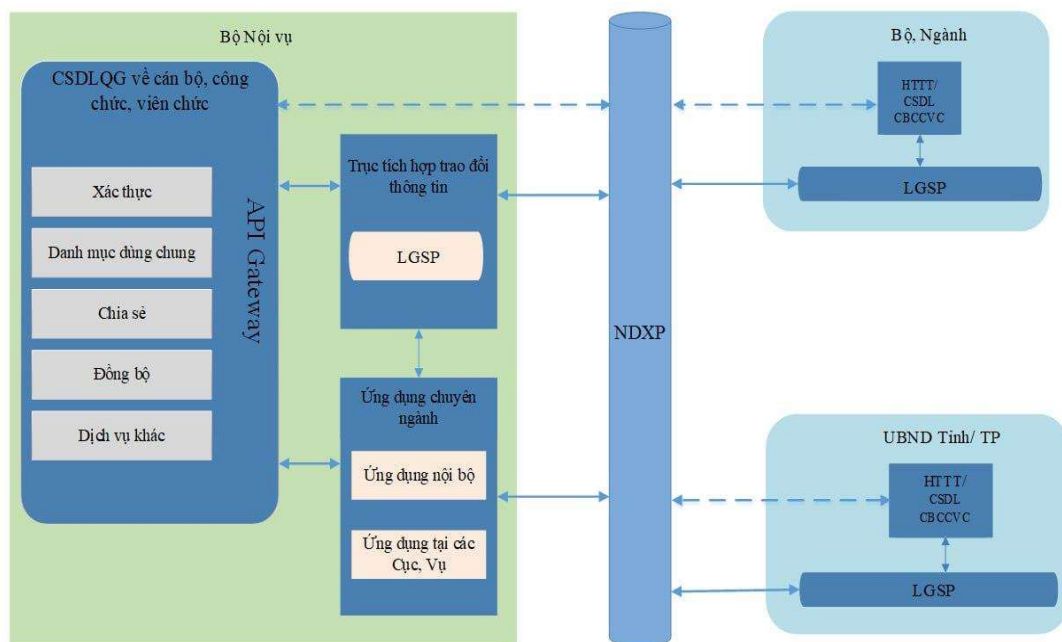 Bộ Nội vụ
CSDLQG về cán bộ, công
chức, viên chức
Xác thực
Danh mục dùng chung
Chia sẻ
Đồng bộ
Dịch vụ khác
API Gateway
Trục tích hợp trao đổi
thông tin
LGSP
Ứng dụng chuyên
ngành
Ứng dụng nội bộ
Ứng dụng tại các
Cục, Vụ
NDXP
Bộ, Ngành
HTTT/
CSDL
CBCCVC
LGSP
UBND Tỉnh/ TP
HTTT/
CSDL
CBCCVC
LGSP